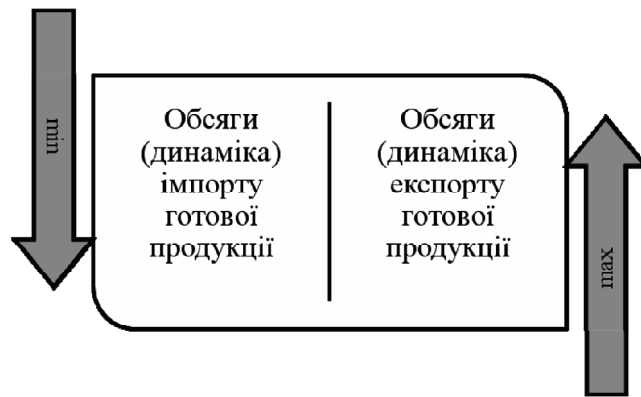 min
Обсяги
(динаміка)
імпорту
готової
продукції
Обсяги
(динаміка)
експорту
готової
продукції
max